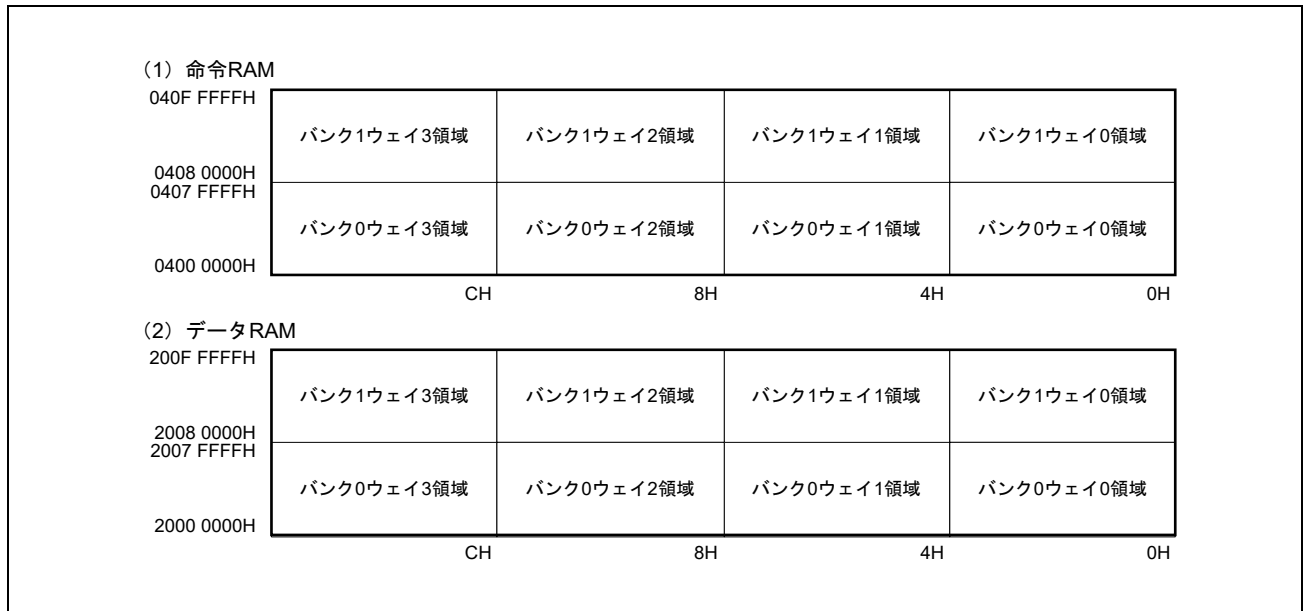 （1）命令RAM
040F FFFFH
バンク1ウェイ3領域 バンク1ウェイ2領域 バンク1ウェイ1領域 バンク1ウェイ0領域
0408 0000H
0407 FFFFH
バンク0ウェイ3領域 バンク0ウェイ2領域 バンク0ウェイ1領域 バンク0ウェイ0領域
0400 0000H
CH 8H 4H 0H
（2）データRAM
200F FFFFH
バンク1ウェイ3領域 バンク1ウェイ2領域 バンク1ウェイ1領域 バンク1ウェイ0領域
2008 0000H
2007 FFFFH
バンク0ウェイ3領域 バンク0ウェイ2領域 バンク0ウェイ1領域 バンク0ウェイ0領域
2000 0000H
CH 8H 4H 0H